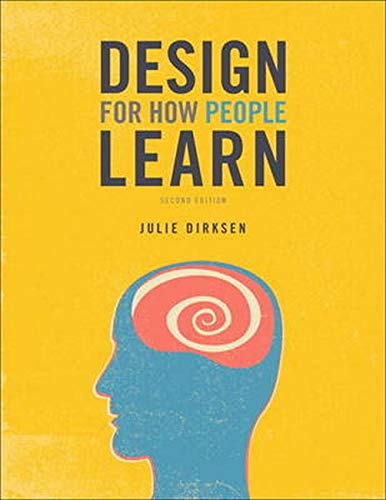 DESIGN
FOR HOW PEOPLE
LEARN
SECOND EDITION
JULIE DIRKSEN